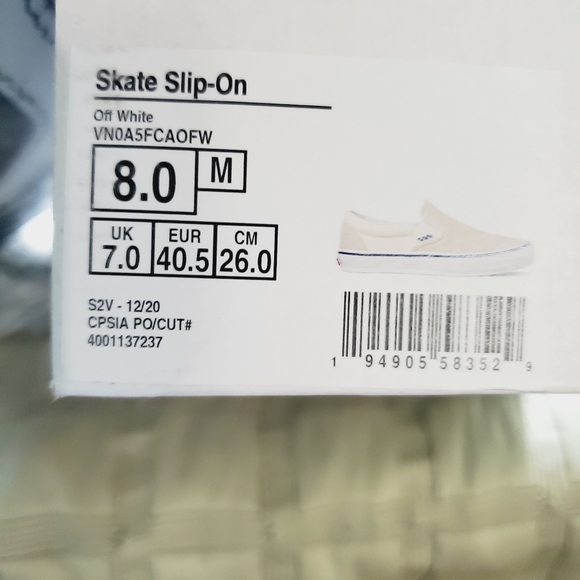 Skate Slip-On
Off White
VN0A5FCAOFW
8.0 M
UK EUR CM
7.0 40.5 26.0
S2V - 12/20
CPSIA PO/CUT#
4001137237
1 94905 58352 9